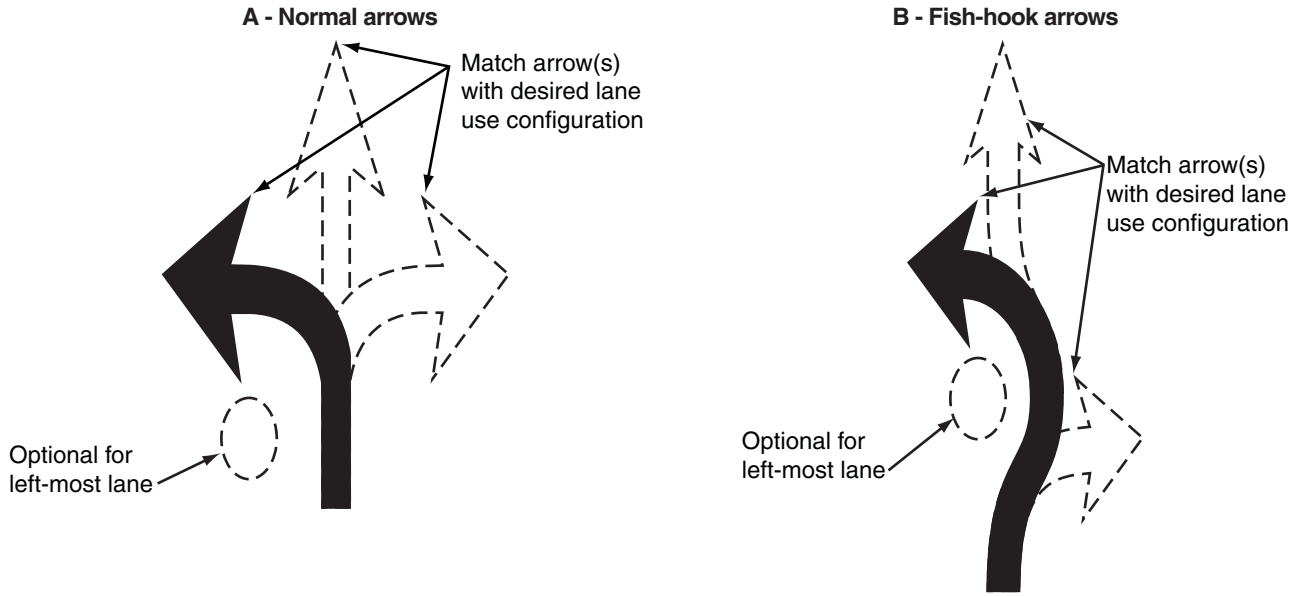 A - Normal arrows
Match arrow(s)
with desired lane
use configuration
Optional for
left-most lane
B - Fish-hook arrows
Match arrow(s)
with desired lane
use configuration
Optional for
left-most lane